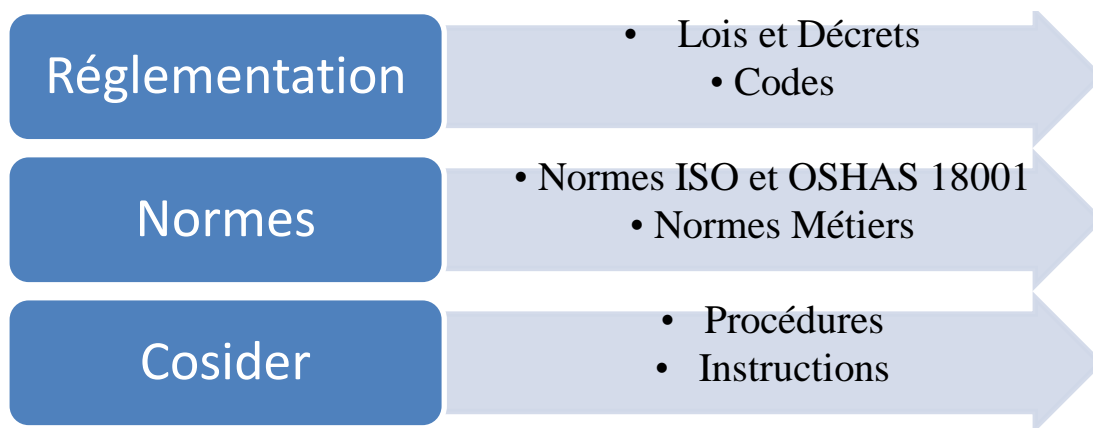 Réglementation
• Lois et Décrets
• Codes
Normes
• Normes ISO et OSHAS 18001
• Normes Métiers
Cosider
• Procédures
• Instructions